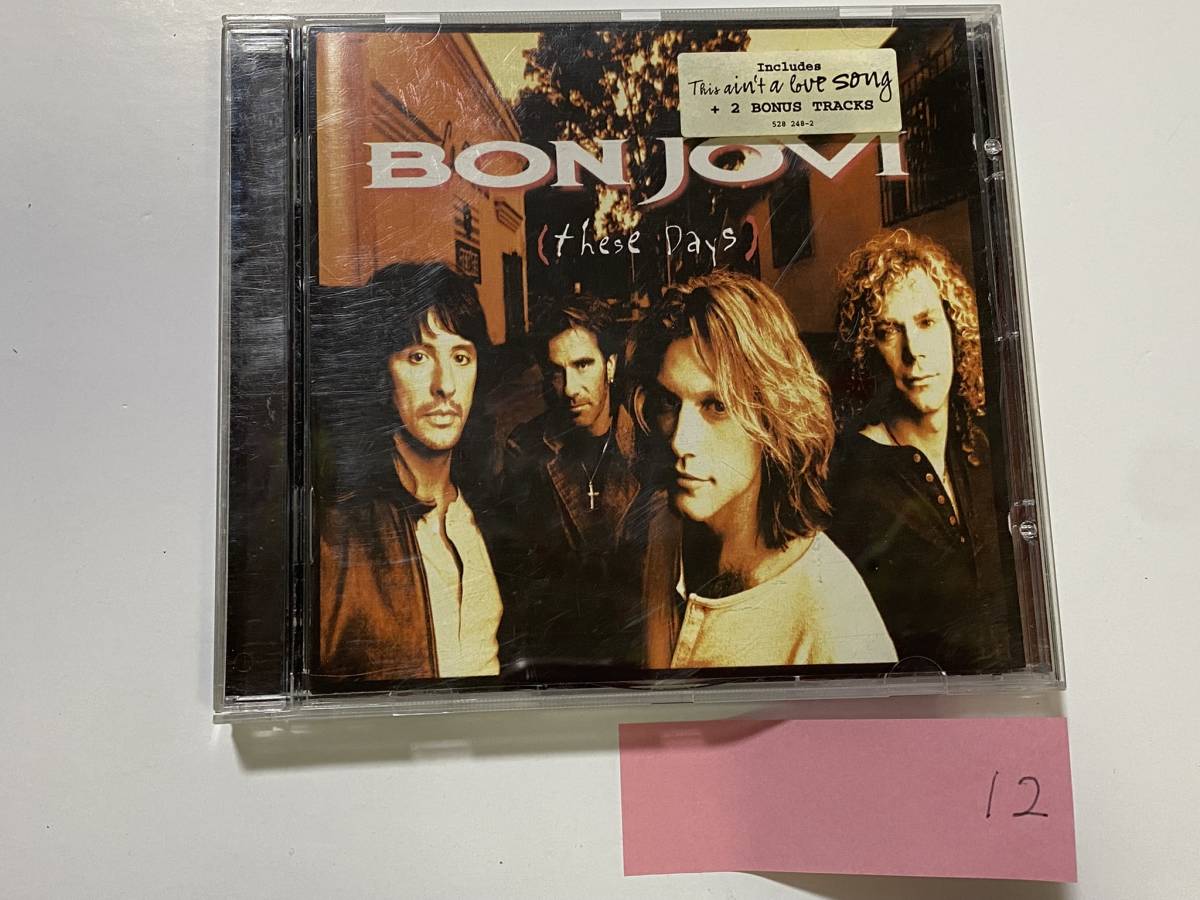 Includes
This ain't a love song
+ 2 BONUS TRACKS
528 248-2
BON JOVI
(these Days)
12